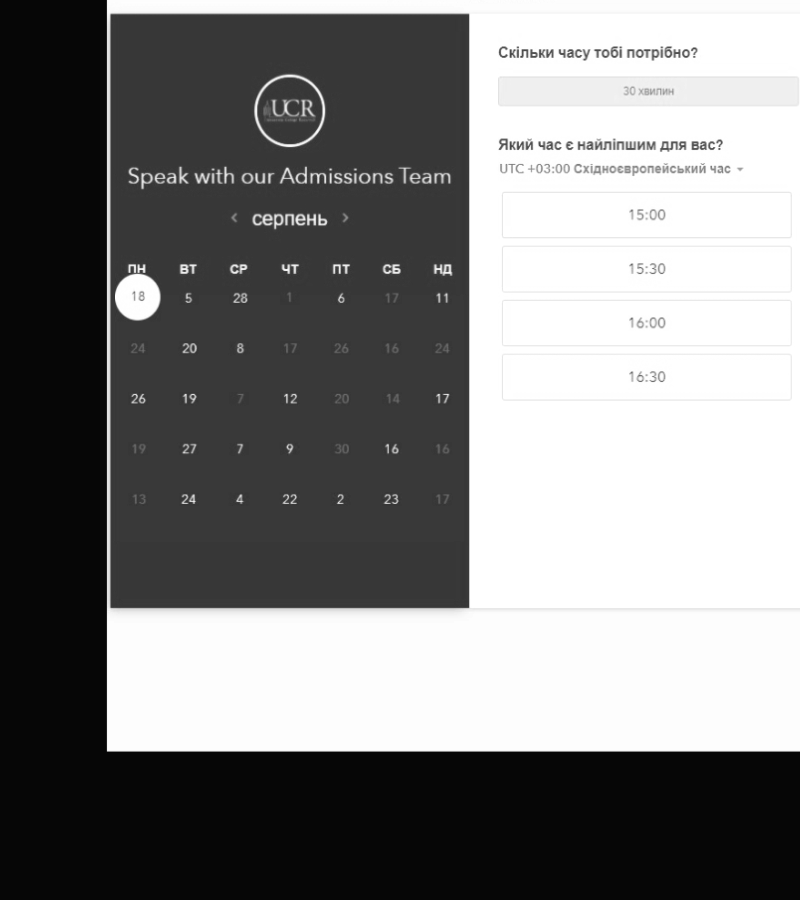 UCR
Speak with our Admissions Team
серпень
ПН ВТ СР ЧТ ПТ СБ НД
18 5 28 1 6 17 11
24 20 8 17 26 16 24
26 19 7 12 20 14 17
19 27 7 9 30 16 16
13 24 4 22 2 23 17
Скільки часу тобі потрібно?
30 хвилин
Який час є найліпшим для вас?
UTC +03:00 Східноєвропейський час
15:00
15:30
16:00
16:30